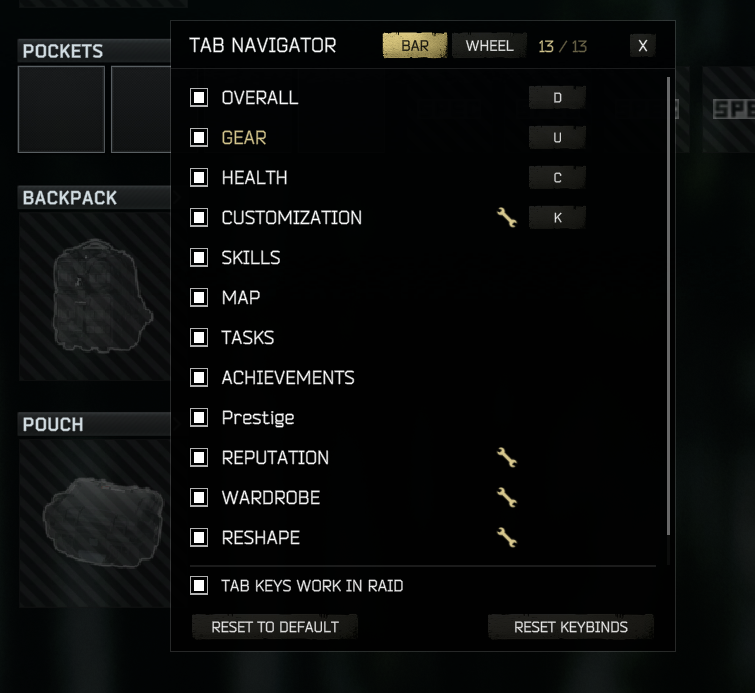 POCKETS
TAB NAVIGATOR
BAR
WHEEL
13 / 13
X
OVERALL
D
GEAR
U
HEALTH
C
BACKPACK
CUSTOMIZATION
K
SKILLS
MAP
TASKS
ACHIEVEMENTS
POUCH
Prestige
REPUTATION
WARDROBE
RESHAPE
TAB KEYS WORK IN RAID
RESET TO DEFAULT
RESET KEYBINDS